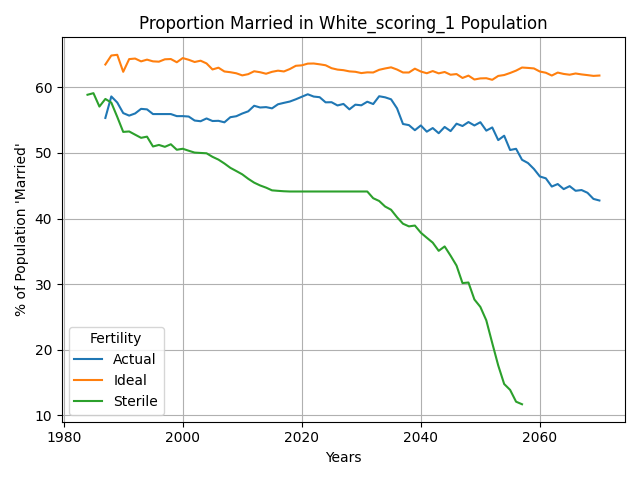 Proportion Married in White_scoring_1 Population
% of Population 'Married'
60
50
40
30
20
10
Fertility
Actual
Ideal
Sterile
1980 2000 2020 2040 2060
Years